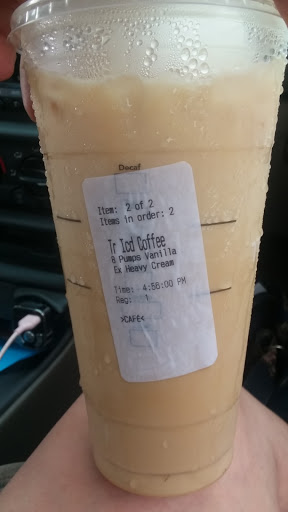 Decaf
Item: 2 of 2
Items in order: 2
Tr Icd Coffee
8 Pumps Vanilla
Ex Heavy Cream
Time: 4:56:00 PM
Reg: 1
>CAFE<